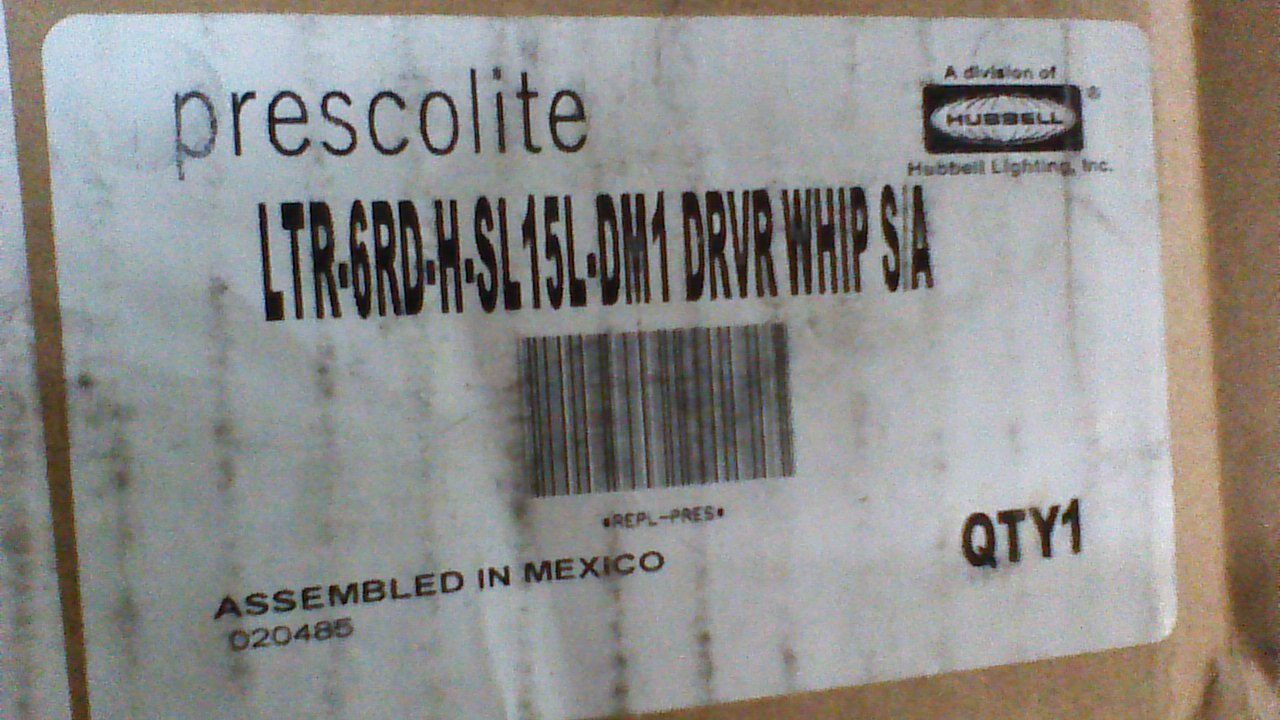 prescolite
A division of
HUBBELL®
Hubbell Lighting, Inc.
LTR-6RD-H-SL15L-DM1 DRVR WHIP S/A
*REPL-PRES*
QTY1
ASSEMBLED IN MEXICO
020485